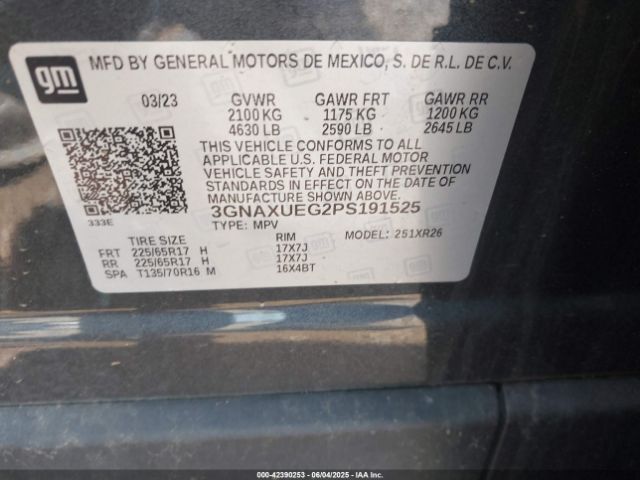 gm
MFD BY GENERAL MOTORS DE MEXICO, S. DE R.L. DE C.V.
03/23 GVWR GAWR FRT GAWR RR
2100 KG 1175 KG 1200 KG
4630 LB 2590 LB 2645 LB
THIS VEHICLE CONFORMS TO ALL
APPLICABLE U.S. FEDERAL MOTOR
VEHICLE SAFETY AND THEFT PREVENTION
STANDARDS IN EFFECT ON THE DATE OF
MANUFACTURE SHOWN ABOVE.
333E 3GNAXUEG2PS191525
TYPE: MPV MODEL: 251XR26
TIRE SIZE RIM
FRT 225/65R17 H 17X7J
RR 225/65R17 H 17X7J
SPA T135/70R16 M 16X4BT
00-42390253 - 06/04/2025 - COPYRIGHT IAA, LLC